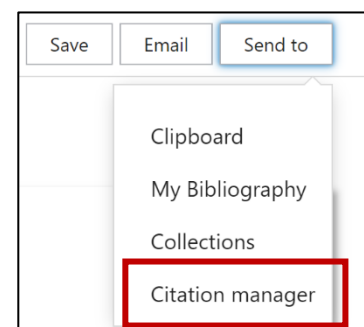 Save Email Send to
Clipboard
My Bibliography
Collections
Citation manager